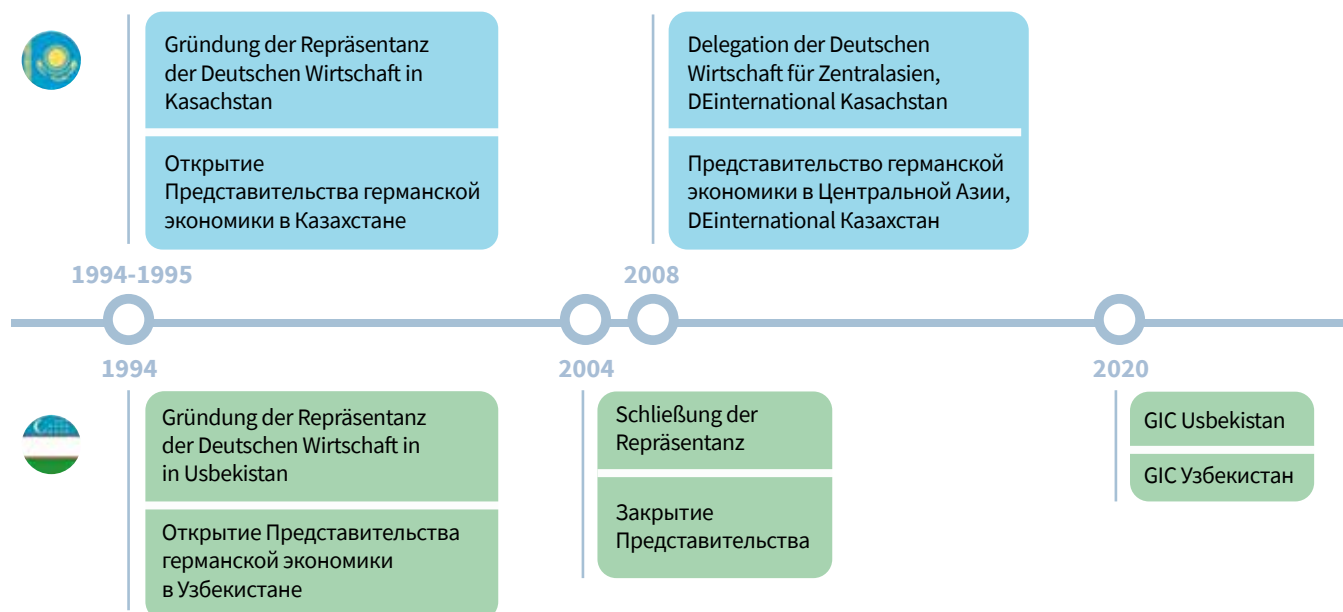 Gründung der Repräsentanz
der Deutschen Wirtschaft in
Kasachstan
Открытие
Представительства германской
экономики в Казахстане
Delegation der Deutschen
Wirtschaft für Zentralasien,
DEinternational Kasachstan
Представительство германской
экономики в Центральной Азии,
DEinternational Казахстан
1994-1995
2008
1994
2004
2020
Gründung der Repräsentanz
der Deutschen Wirtschaft in
in Usbekistan
Открытие Представительства
германской экономики
в Узбекистане
Schließung der
Repräsentanz
Закрытие
Представительства
GIC Usbekistan
GIC Узбекистан